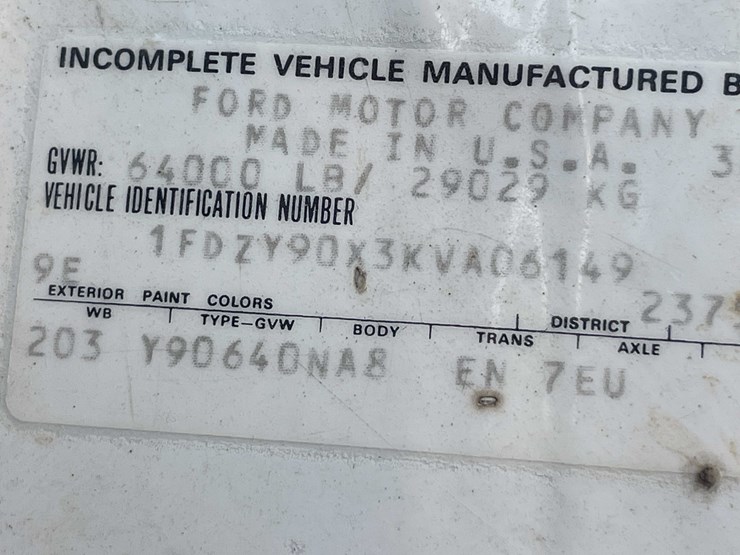 INCOMPLETE VEHICLE MANUFACTURED B
FORD MOTOR COMPANY
MADE IN U.S.A. 3
GVWR: 64000 LB/ 29029 KG
VEHICLE IDENTIFICATION NUMBER
1FDZY90X3KVA06149
9E 237
EXTERIOR PAINT COLORS DISTRICT
WB TYPE-GVW BODY TRANS AXLE
203 Y90640NA8 EN 7EU